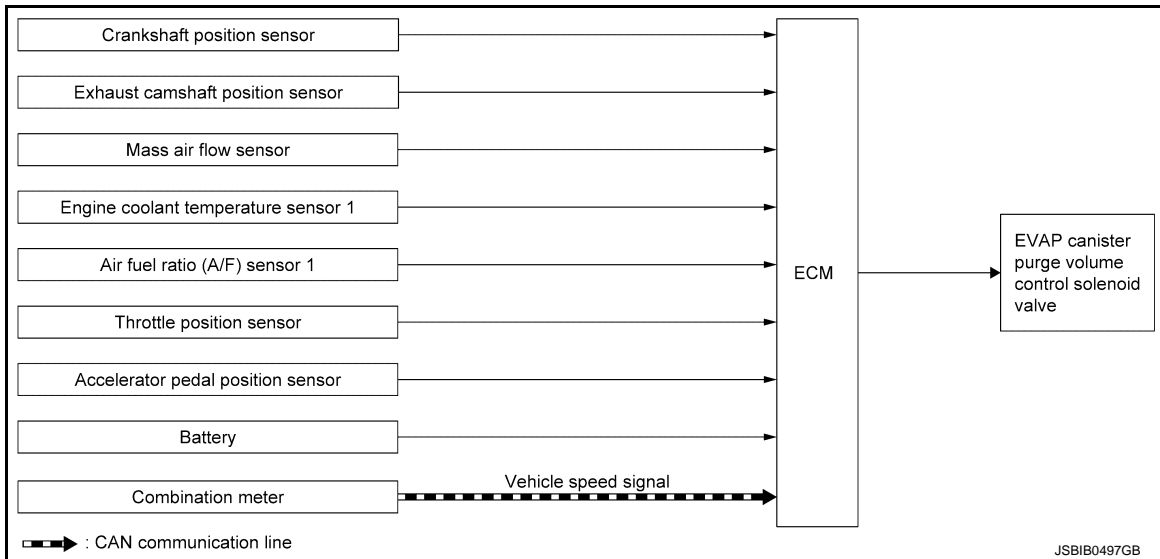 Crankshaft position sensor
Exhaust camshaft position sensor
Mass air flow sensor
Engine coolant temperature sensor 1
Air fuel ratio (A/F) sensor 1
Throttle position sensor
Accelerator pedal position sensor
Battery
Combination meter
Vehicle speed signal
ECM
EVAP canister
purge volume
control solenoid
valve
: CAN communication line
JSBIB0497GB